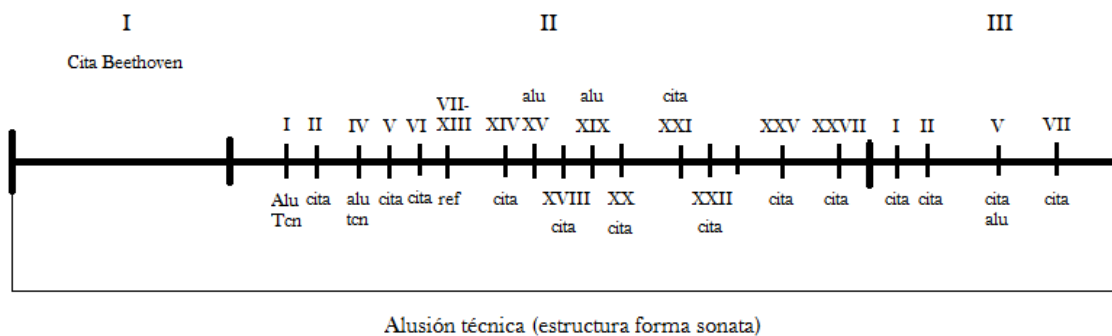 I II III
Cita Beethoven
alu alu cita
VII-
I II IV V VI XIII XIV XV XIX XXI XXV XXVII I II V VII
Alu cita alu cita cita ref cita XVIII XX XXII cita cita cita cita cita cita
Tcn tcn cita cita cita alu
Alusión técnica (estructura forma sonata)